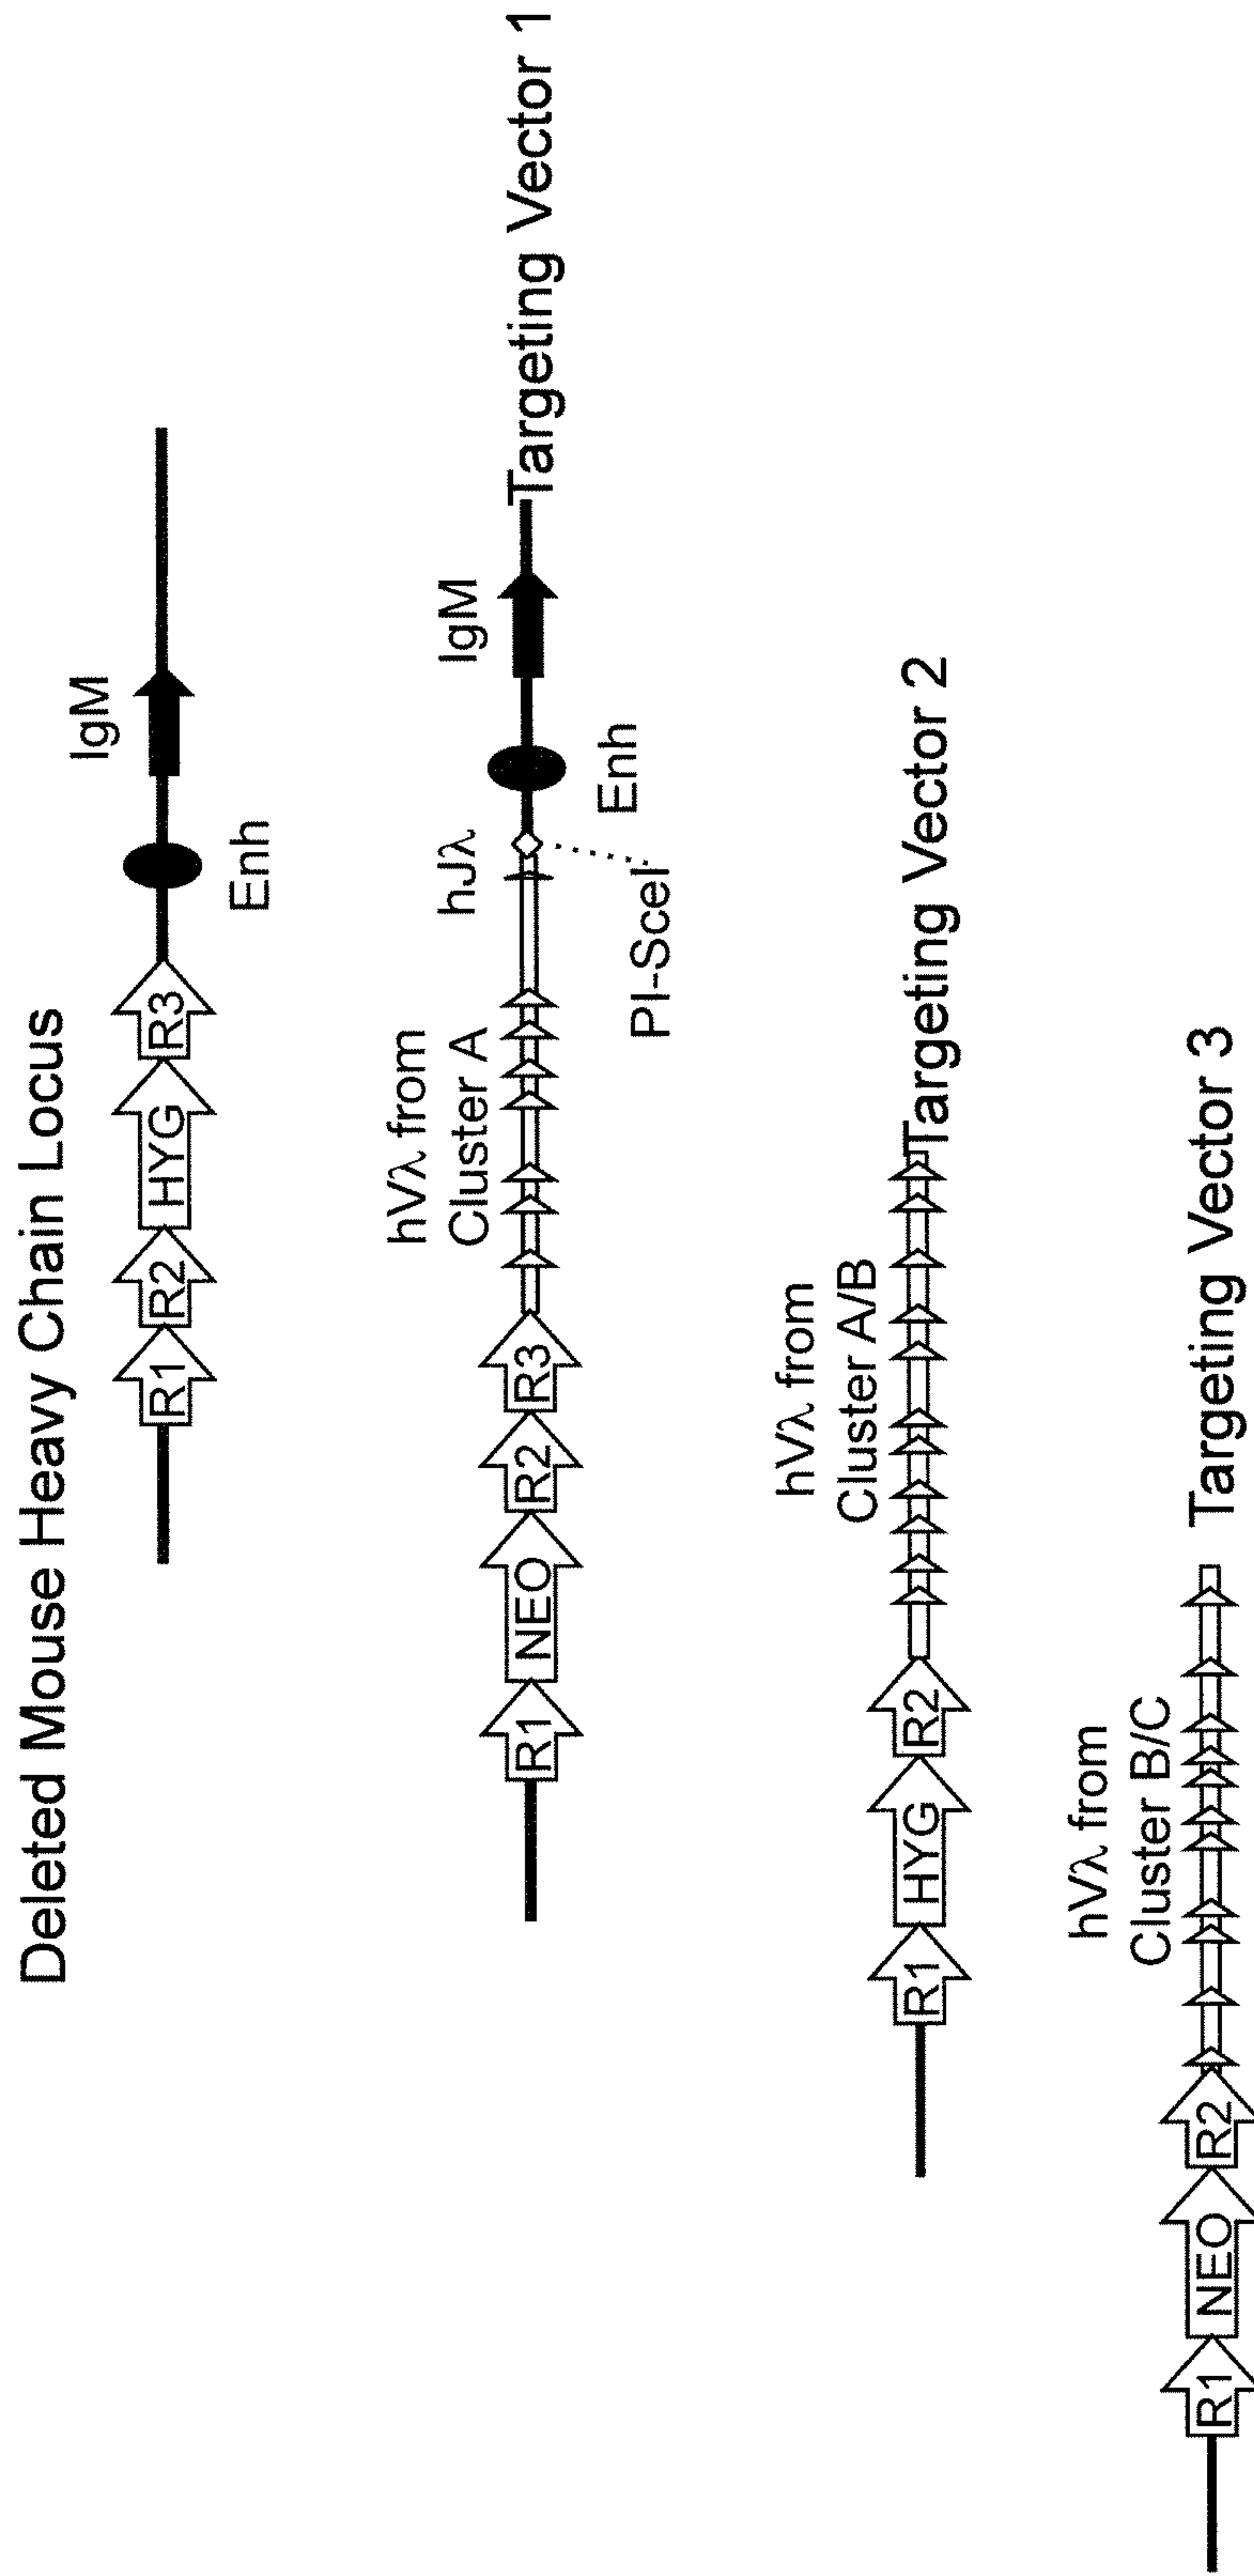 Deleted Mouse Heavy Chain Locus
IgM
R1 R2 HYG R3
Enh
hVλ from
Cluster A
hJλ
IgM
R1 NEO R2 R3
Targeting Vector 1
Enh
PI-SceI
hVλ from
Cluster A/B
R1 HYG R2
Targeting Vector 2
hVλ from
Cluster B/C
R1 NEO R2
Targeting Vector 3